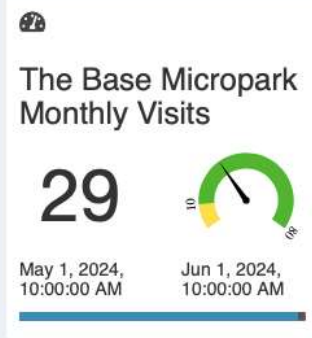 The Base Micropark
Monthly Visits
29
10
80
May 1, 2024,
10:00:00 AM
Jun 1, 2024,
10:00:00 AM